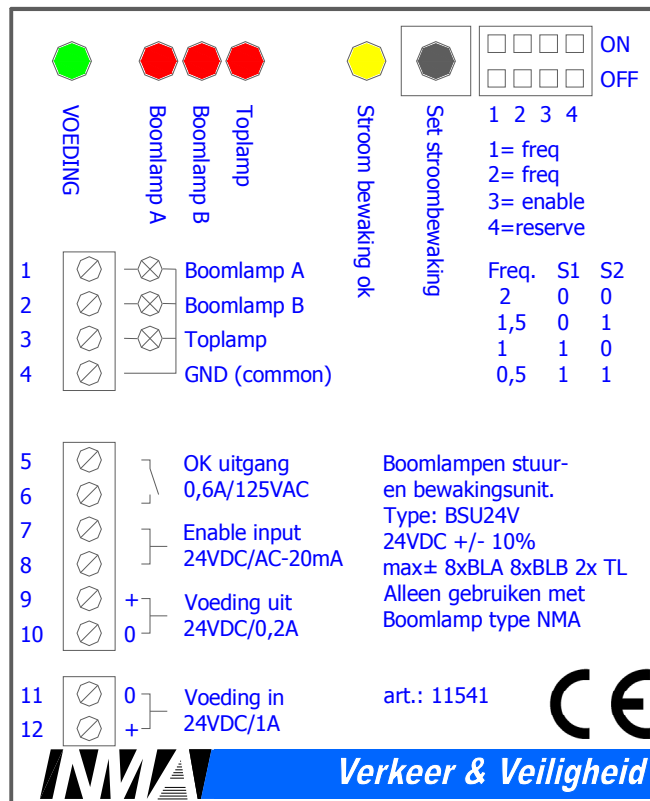 ON
OFF
1 2 3 4
1= freq
2= freq
3= enable
4=reserve
VOEDING
Boomlamp A
Boomlamp B
Toplamp
Stroom bewaking ok
Set stroombewaking
Freq. S1 S2
2 0 0
1,5 0 1
1 1 0
0,5 1 1
1 Boomlamp A
2 Boomlamp B
3 Toplamp
4 GND (common)
5 OK uitgang
6 0,6A/125VAC
7 Enable input
8 24VDC/AC-20mA
9 + Voeding uit
10 0 24VDC/0,2A
11 0 Voeding in
12 + 24VDC/1A
Boomlampen stuur-
en bewakingsunit.
Type: BSU24V
24VDC +/- 10%
max± 8xBLA 8xBLB 2x TL
Alleen gebruiken met
Boomlamp type NMA
art.: 11541
CE
NMA Verkeer & Veiligheid